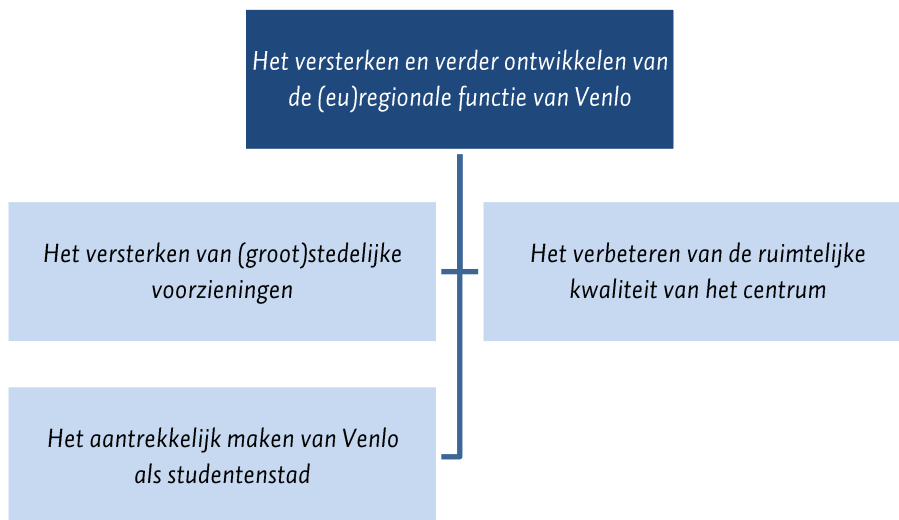 Het versterken en verder ontwikkelen van
de (eu)regionale functie van Venlo
Het versterken van (groot)stedelijke
voorzieningen
Het verbeteren van de ruimtelijke
kwaliteit van het centrum
Het aantrekkelijk maken van Venlo
als studentenstad